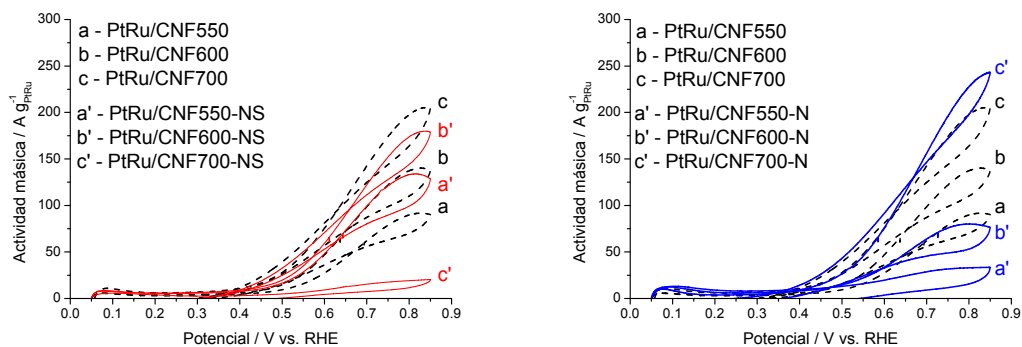 a - PtRu/CNF550
b - PtRu/CNF600
c - PtRu/CNF700
a' - PtRu/CNF550-NS
b' - PtRu/CNF600-NS
c' - PtRu/CNF700-NS
c
b'
b
a'
a
c'
300
250
200
150
100
50
0
0.0 0.1 0.2 0.3 0.4 0.5 0.6 0.7 0.8 0.9
Actividad másica / A g⁻¹PtRu
Potencial / V vs. RHE
a - PtRu/CNF550
b - PtRu/CNF600
c - PtRu/CNF700
a' - PtRu/CNF550-N
b' - PtRu/CNF600-N
c' - PtRu/CNF700-N
c'
c
b
a
b'
a'
300
250
200
150
100
50
0
0.0 0.1 0.2 0.3 0.4 0.5 0.6 0.7 0.8 0.9
Actividad másica / A g⁻¹PtRu
Potencial / V vs. RHE